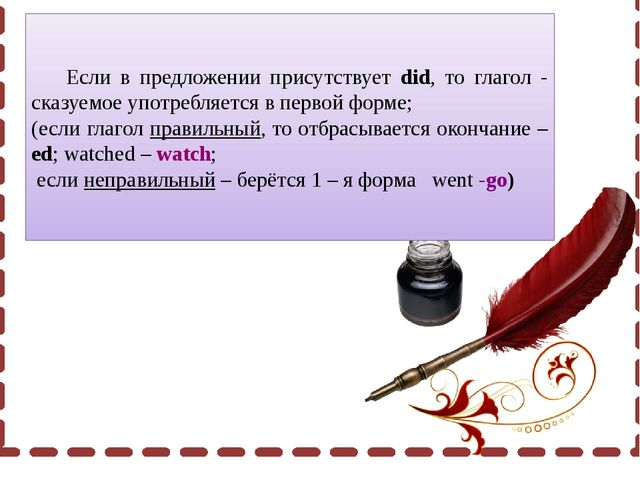 Если в предложении присутствует did, то глагол -
сказуемое употребляется в первой форме;
(если глагол правильный, то отбрасывается окончание –
ed; watched – watch;
если неправильный – берётся 1 – я форма went -go)